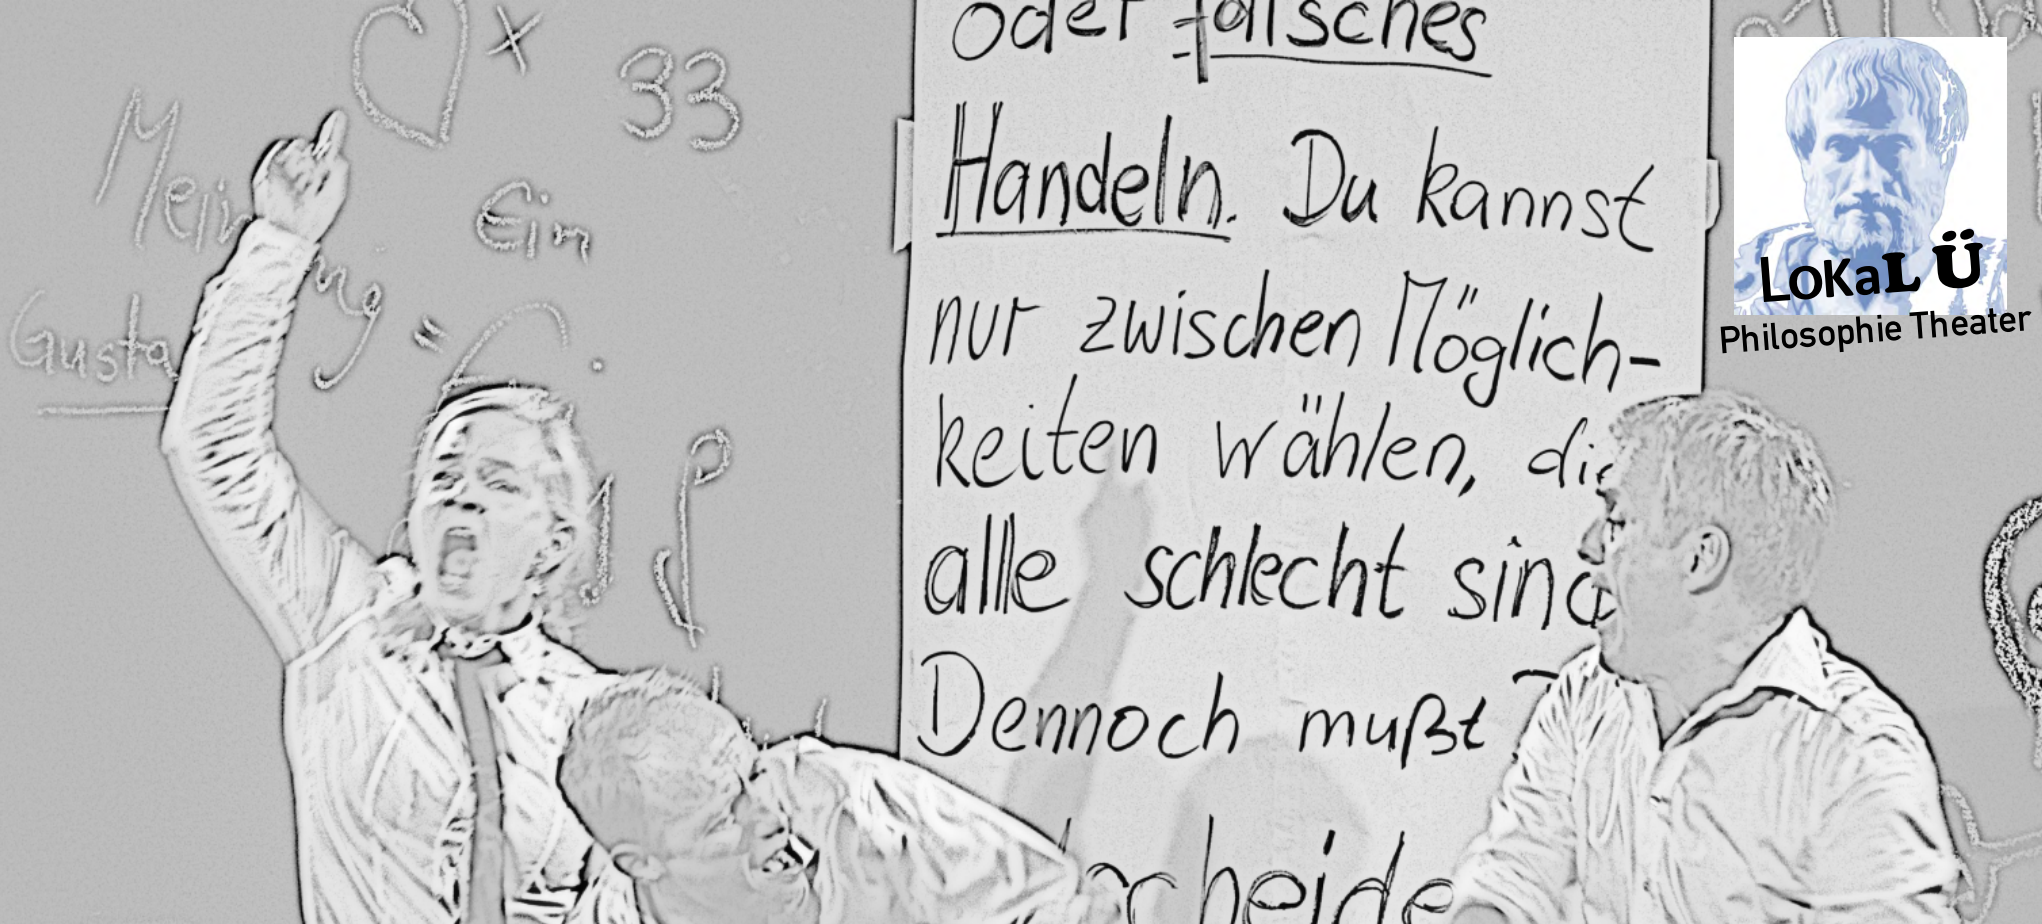 oder falsches
Handeln. Du kannst
nur zwischen Möglich-
keiten wählen, die
alle schlecht sind
Dennoch mußt
33
Meinung =
Ein
Gusta
LoKaL Ü
Philosophie Theater